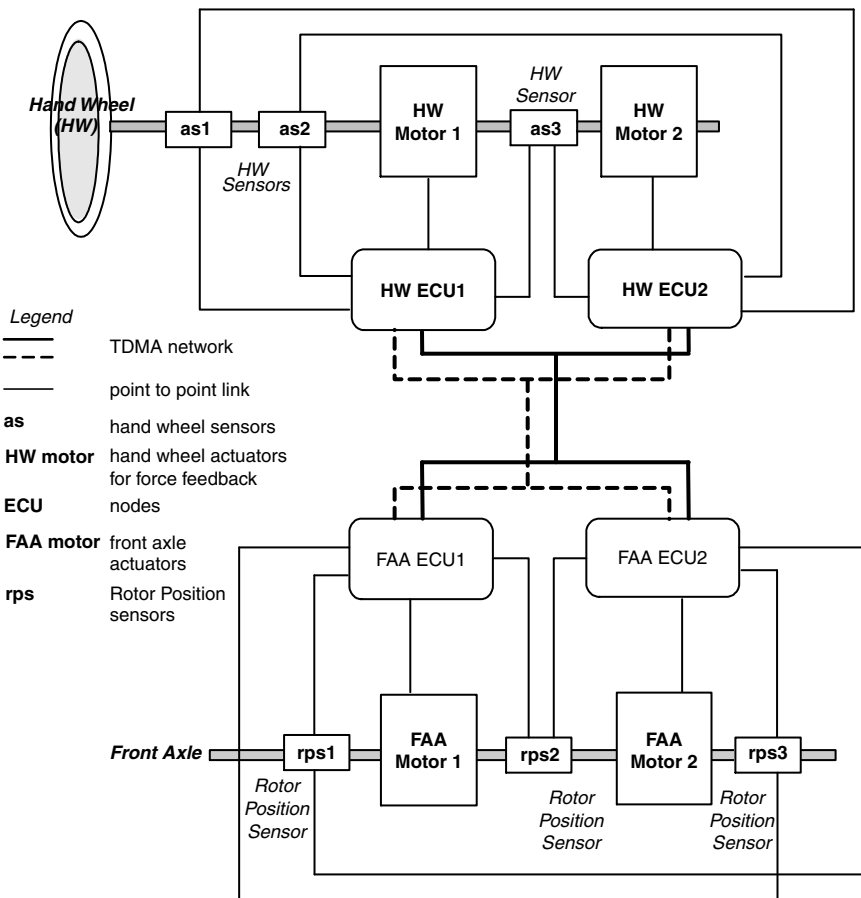 Hand Wheel
(HW)
as1
as2
HW
Motor 1
HW
Sensor
as3
HW
Motor 2
HW
Sensors
HW ECU1
HW ECU2
Legend
TDMA network
point to point link
as hand wheel sensors
HW motor hand wheel actuators
for force feedback
ECU nodes
FAA motor front axle
actuators
rps Rotor Position
sensors
FAA ECU1
FAA ECU2
Front Axle
rps1
FAA
Motor 1
rps2
FAA
Motor 2
rps3
Rotor
Position
Sensor
Rotor
Position
Sensor
Rotor
Position
Sensor